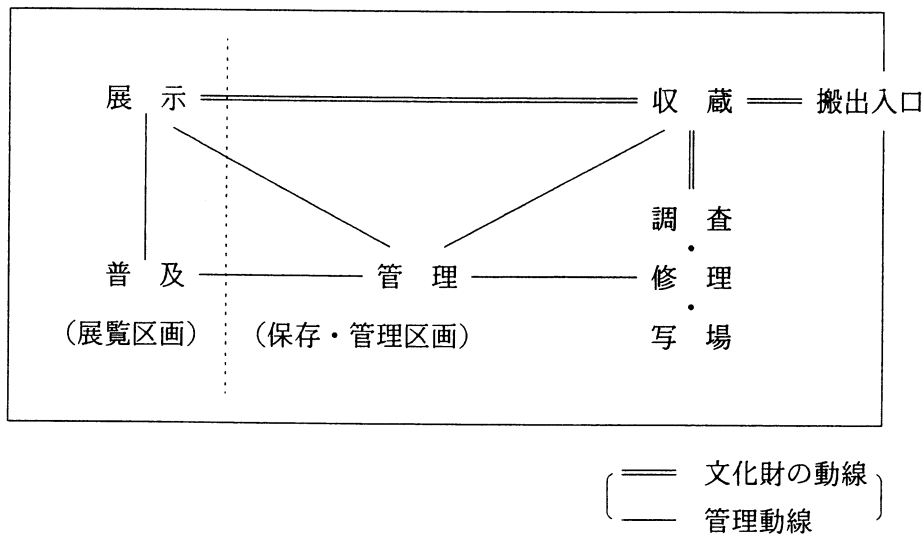 展 示
収 蔵
搬出入口
調 査
・
普 及
管 理
修 理
・
(展覧区画)
(保存・管理区画)
写 場
文化財の動線
管理動線